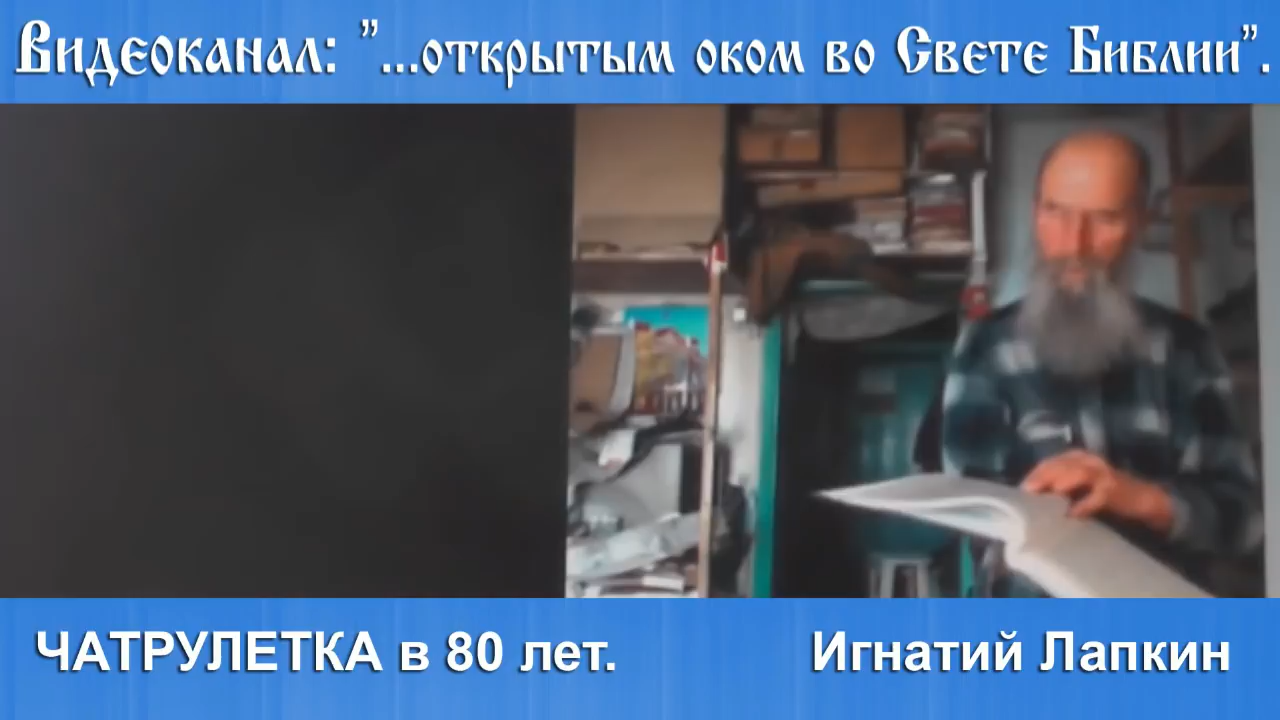 Видеоканал: "...открытым оком во Свете Библии".
ЧАТРУЛЕТКА в 80 лет.
Игнатий Лапкин